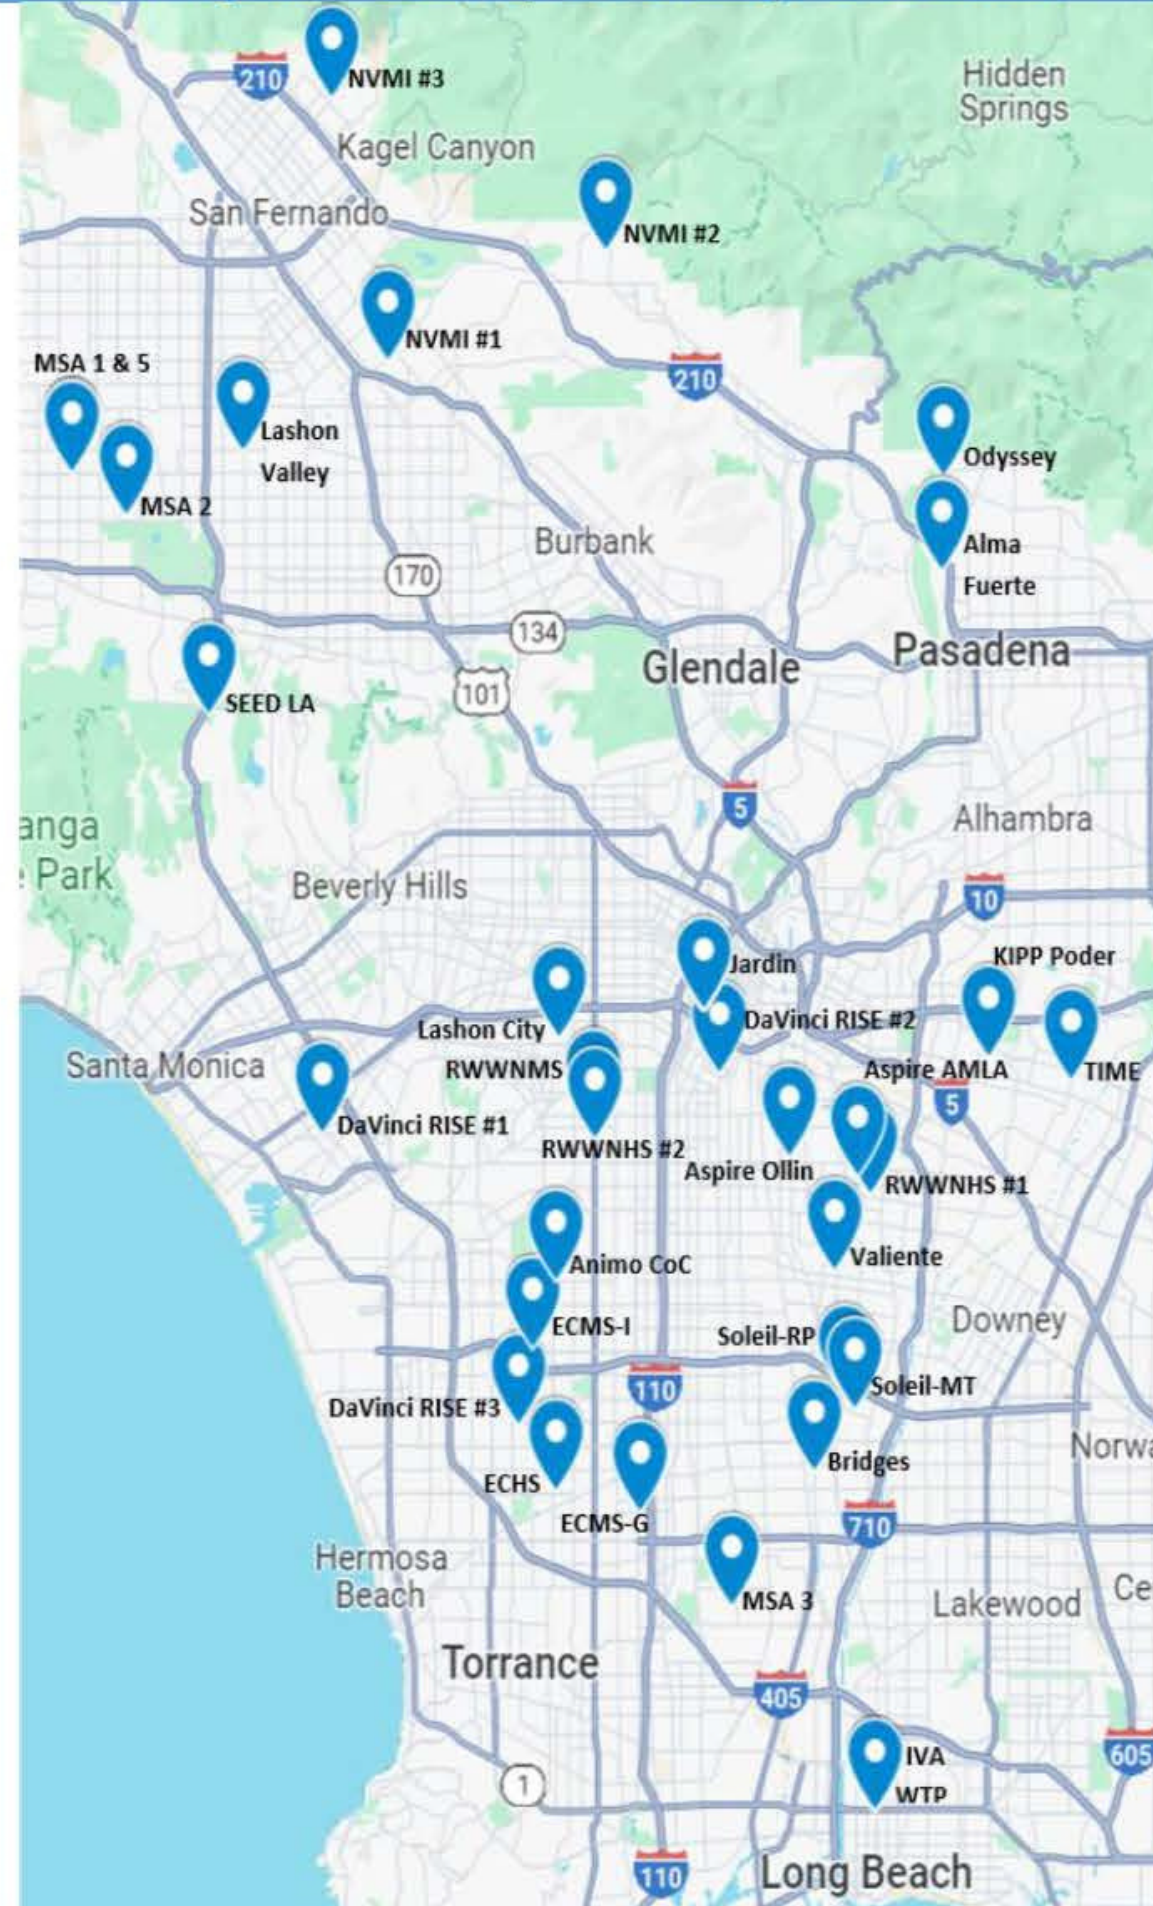 NVMI #3
210
Hidden
Springs
Kagel Canyon
San Fernando
NVMI #2
NVMI #1
MSA 1 & 5
210
Lashon
Valley
MSA 2
Odyssey
Burbank
Alma
Fuerte
170
134
Glendale
Pasadena
101
SEED LA
5
anga
Park
Alhambra
Beverly Hills
10
KIPP Poder
Jardin
DaVinci RISE #2
Lashon City
Santa Monica
RWWNMS
Aspire AMLA
TIME
5
DaVinci RISE #1
RWWNHS #2
Aspire Ollin
RWWNHS #1
Valiente
Animo CoC
ECMS-I
Downey
Soleil-RP
110
Soleil-MT
DaVinci RISE #3
Norwa
Bridges
ECHS
ECMS-G
710
Hermosa
Beach
MSA 3
Lakewood
Ce
Torrance
405
IVA
WTP
605
1
110
Long Beach